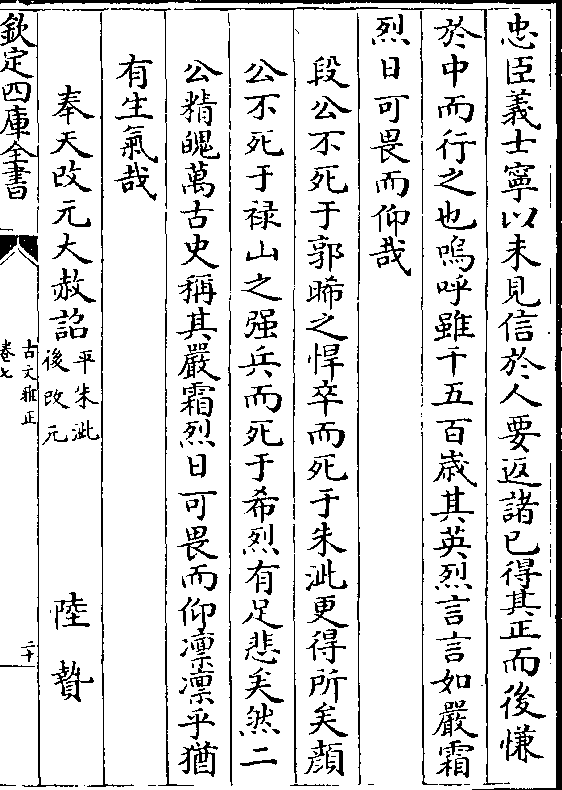 忠臣義士寧以未見信於人要返諸已得其正而後慊
於中而行之也嗚呼雖千五百歳其英烈言言如嚴霜
烈日可畏而仰哉
段公不死于郭晞之悍卒而死于朱泚更得所矣顔
公不死于禄山之强兵而死于希烈有足悲矣然二
公精魄萬古史稱其嚴霜烈日可畏而仰凛凛乎猶
有生氣哉
奉天改元大赦詔平朱泚後改元 陸贄
欽定四庫全書
古文雅正
卷七
二十